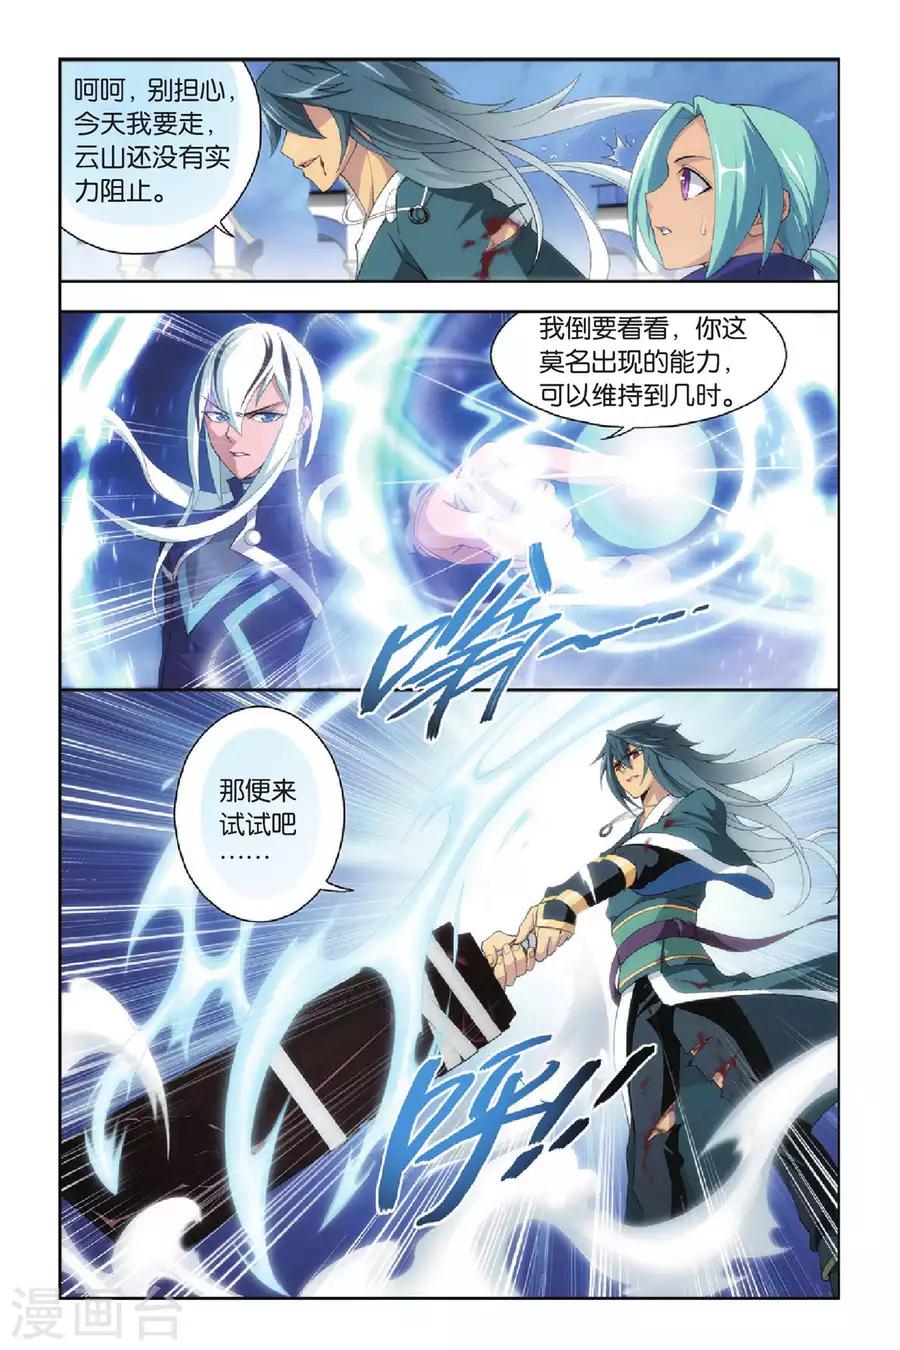 呵呵，别担心，
今天我要走，
云山还没有实
力阻止。
我倒要看看，你这
莫名出现的能力，
可以维持到几时。
嗡——
那便来
试试吧
……
呼!!
漫画台